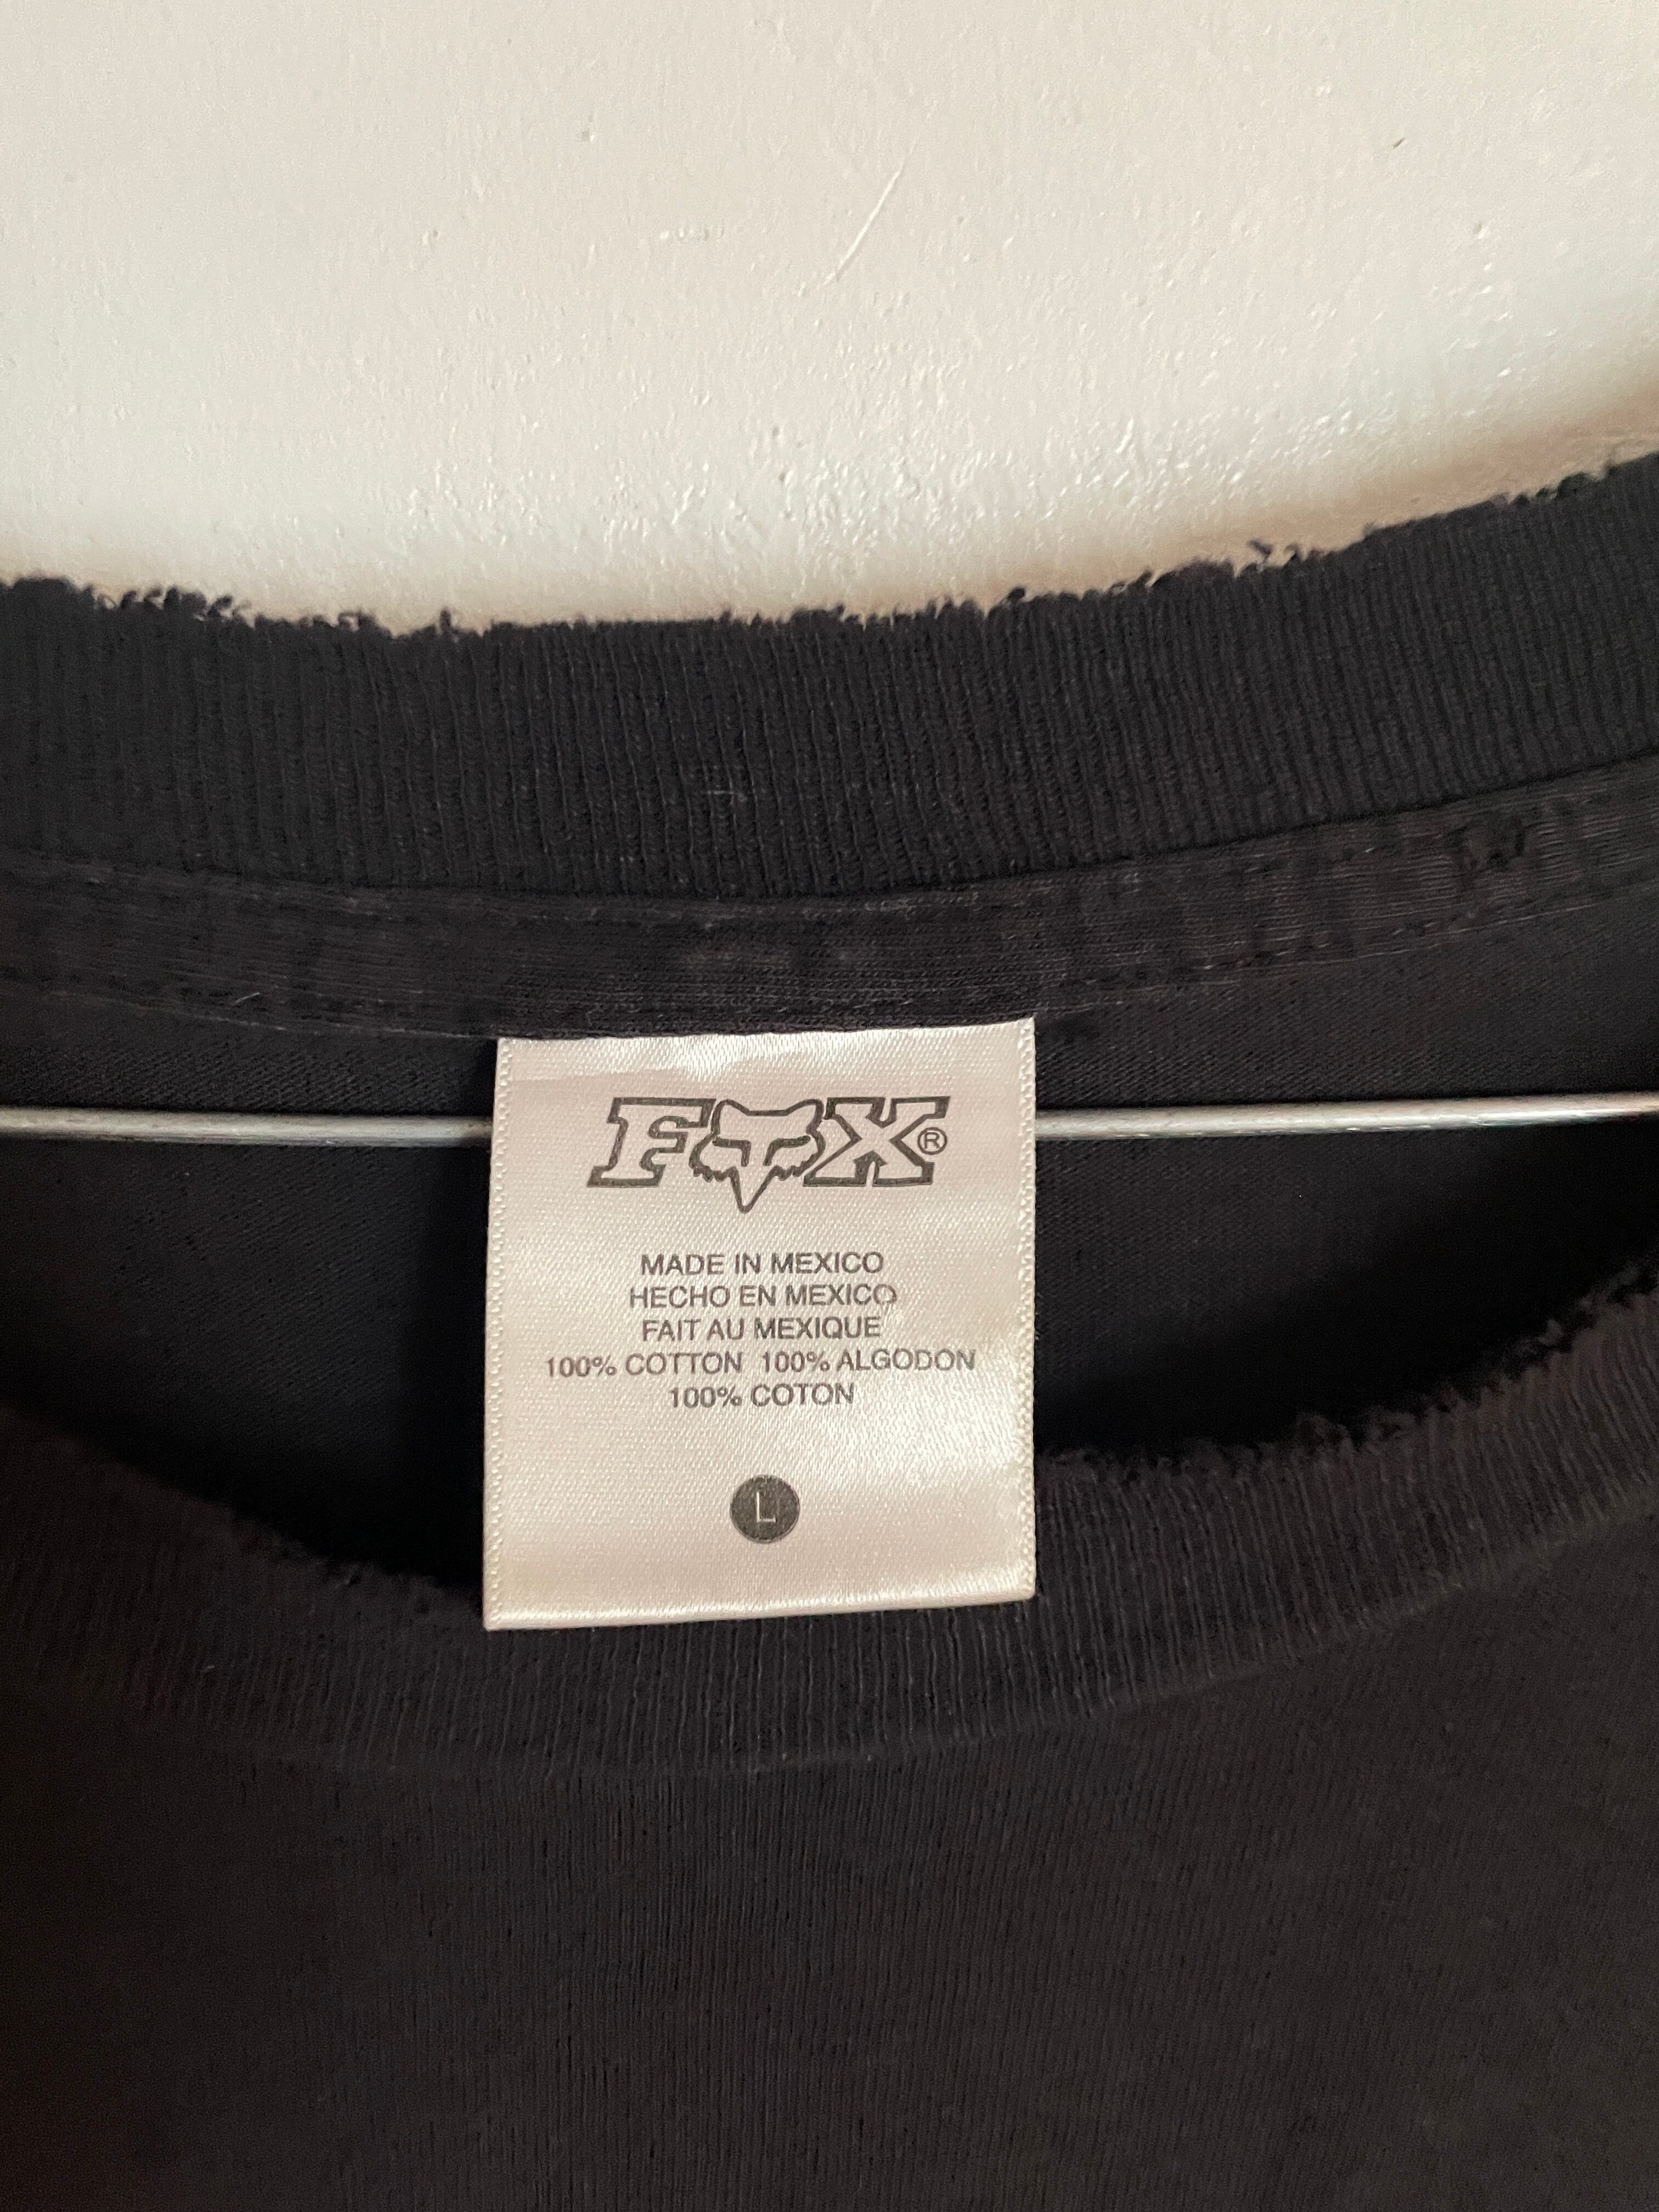 FOX®
MADE IN MEXICO
HECHO EN MEXICO
FAIT AU MEXIQUE
100% COTTON 100% ALGODON
100% COTON
L